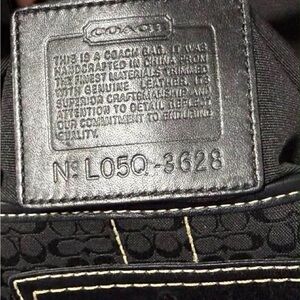 COACH
THIS IS A COACH BAG. IT WAS
HANDCRAFTED IN CHINA FROM
THE FINEST MATERIALS TRIMMED
WITH GENUINE LEATHER. ITS
SUPERIOR CRAFTSMANSHIP AND
ATTENTION TO DETAIL REFLECT
OUR COMMITMENT TO ENDURING
QUALITY.
Nº L05Q-3628